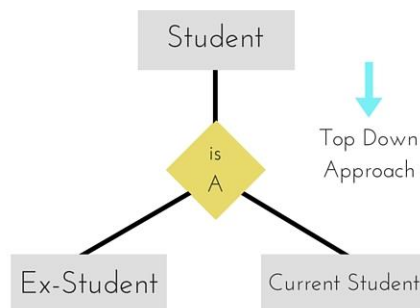 Student
is
A
Top Down
Approach
Ex-Student
Current Student